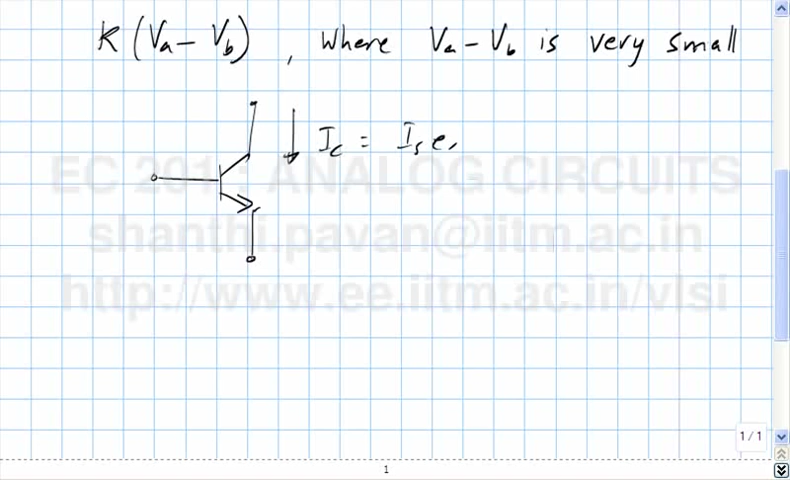 K (Va - Vb) , Where Va - Vb is very small
Ic = Is e
EC 201 : ANALOG CIRCUITS
shanthi.pavan@iitm.ac.in
http://www.ee.iitm.ac.in/vlsi
1 / 1
1